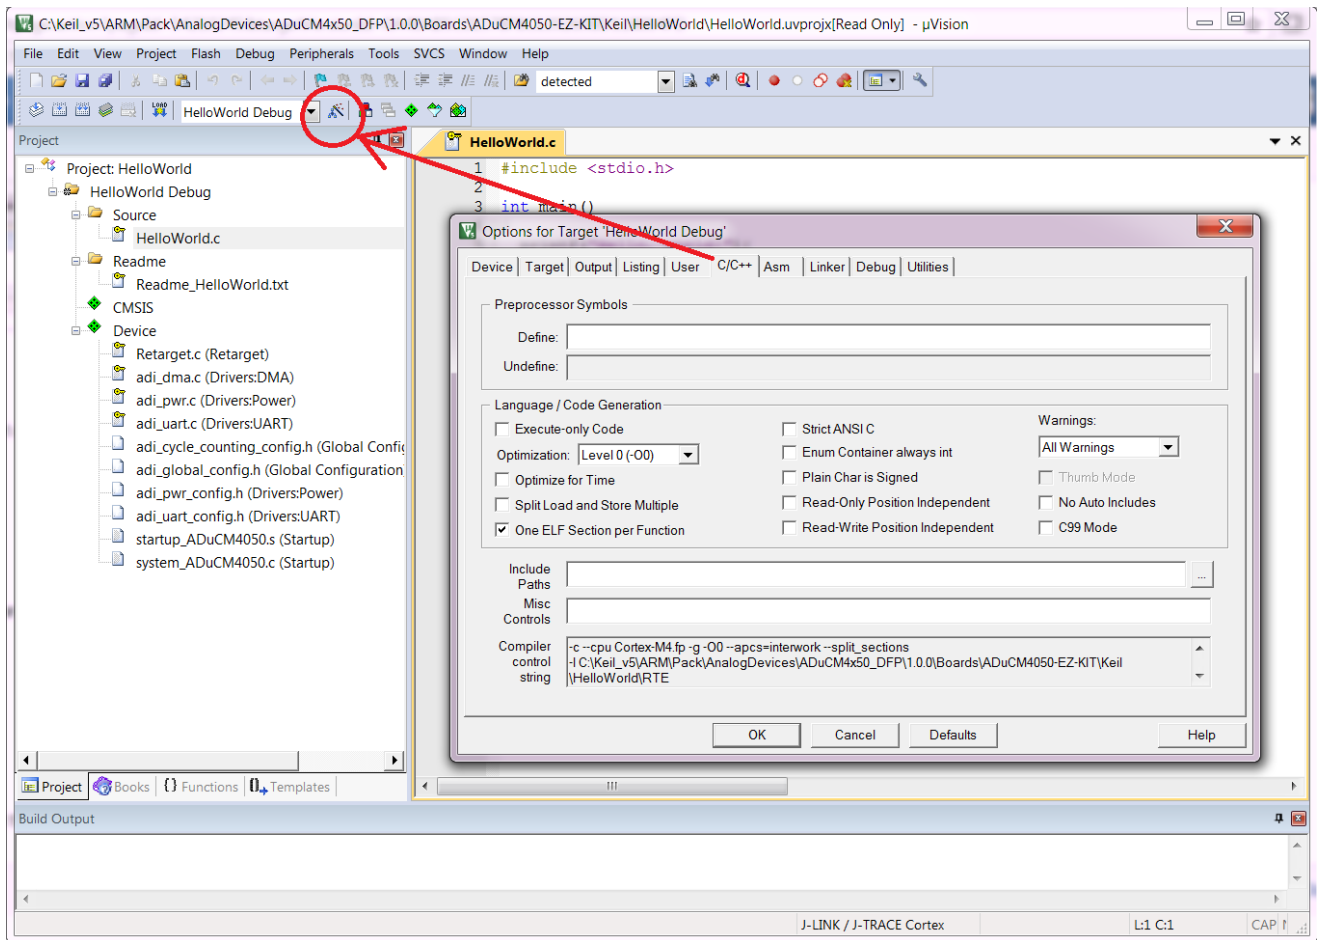 C:\Keil_v5\ARM\Pack\AnalogDevices\ADuCM4x50_DFP\1.0.0\Boards\ADuCM4050-EZ-KIT\Keil\HelloWorld\HelloWorld.uvprojx[Read Only] - µVision
File Edit View Project Flash Debug Peripherals Tools SVCS Window Help
detected
LOAD HelloWorld Debug
Project
HelloWorld.c
Project: HelloWorld
HelloWorld Debug
Source
HelloWorld.c
Readme
Readme_HelloWorld.txt
CMSIS
Device
Retarget.c (Retarget)
adi_dma.c (Drivers:DMA)
adi_pwr.c (Drivers:Power)
adi_uart.c (Drivers:UART)
adi_cycle_counting_config.h (Global Config
adi_global_config.h (Global Configuration
adi_pwr_config.h (Drivers:Power)
adi_uart_config.h (Drivers:UART)
startup_ADuCM4050.s (Startup)
system_ADuCM4050.c (Startup)
1 #include <stdio.h>
2
3 int main()
Options for Target 'HelloWorld Debug'
Device Target Output Listing User C/C++ Asm Linker Debug Utilities
Preprocessor Symbols
Define:
Undefine:
Language / Code Generation
Execute-only Code
Optimization: Level 0 (-O0)
Optimize for Time
Split Load and Store Multiple
One ELF Section per Function
Strict ANSI C
Enum Container always int
Plain Char is Signed
Read-Only Position Independent
Read-Write Position Independent
Warnings:
All Warnings
Thumb Mode
No Auto Includes
C99 Mode
Include
Paths
...
Misc
Controls
Compiler
control
string
-c --cpu Cortex-M4.fp -g -O0 --apcs=interwork --split_sections
-I C:\Keil_v5\ARM\Pack\AnalogDevices\ADuCM4x50_DFP\1.0.0\Boards\ADuCM4050-EZ-KIT\Keil
\HelloWorld\RTE
OK Cancel Defaults Help
Project Books {} Functions Templates
Build Output
J-LINK / J-TRACE Cortex L:1 C:1 CAP